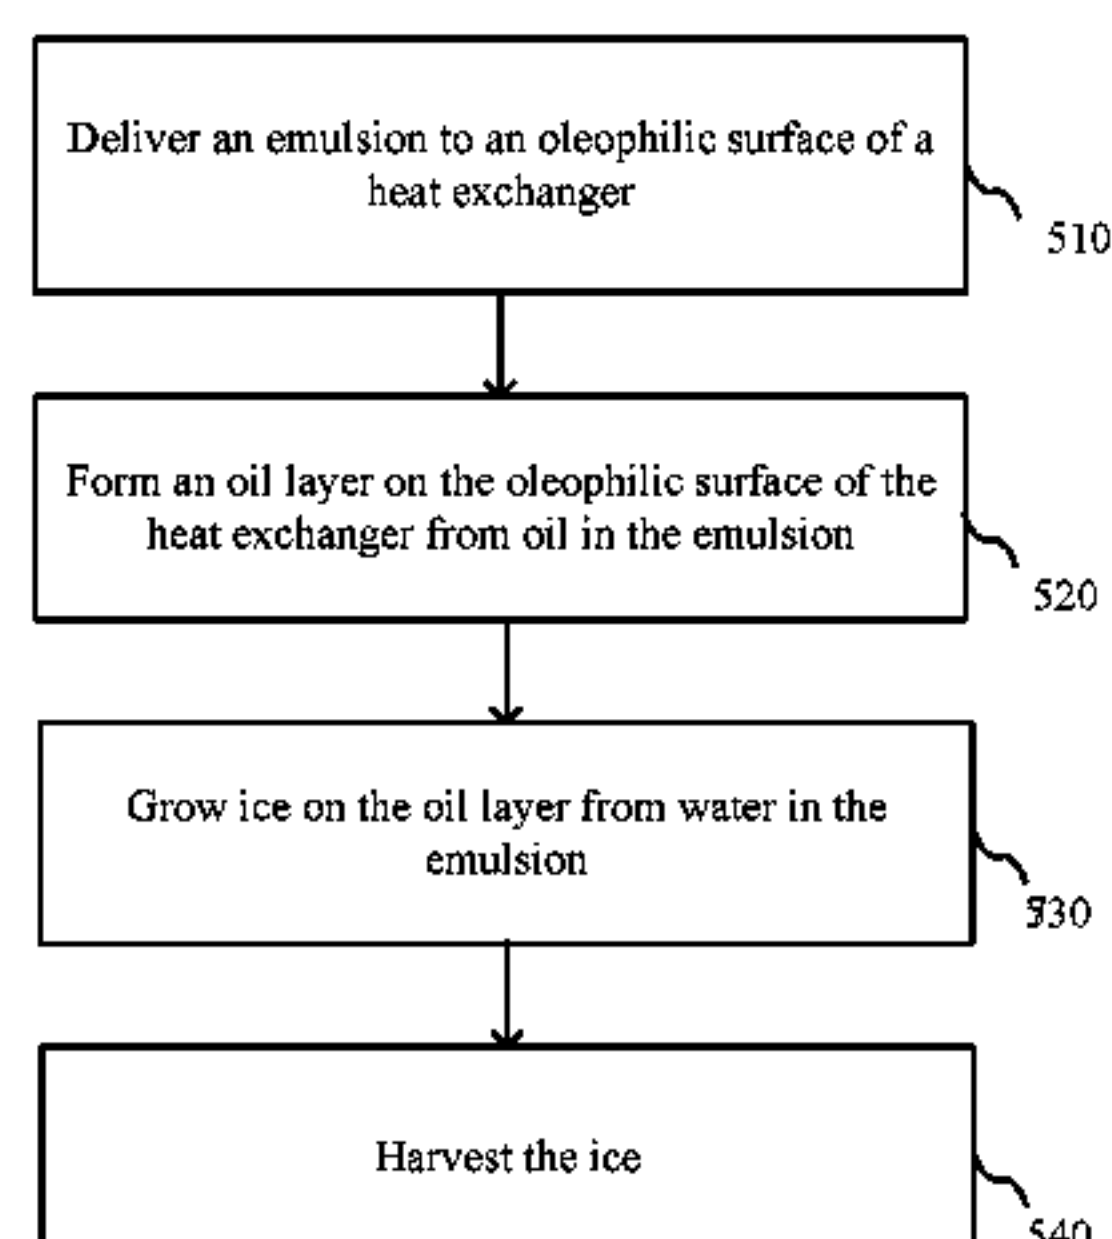 Deliver an emulsion to an oleophilic surface of a
heat exchanger
510
Form an oil layer on the oleophilic surface of the
heat exchanger from oil in the emulsion
520
Grow ice on the oil layer from water in the
emulsion
Harvest the ice
540